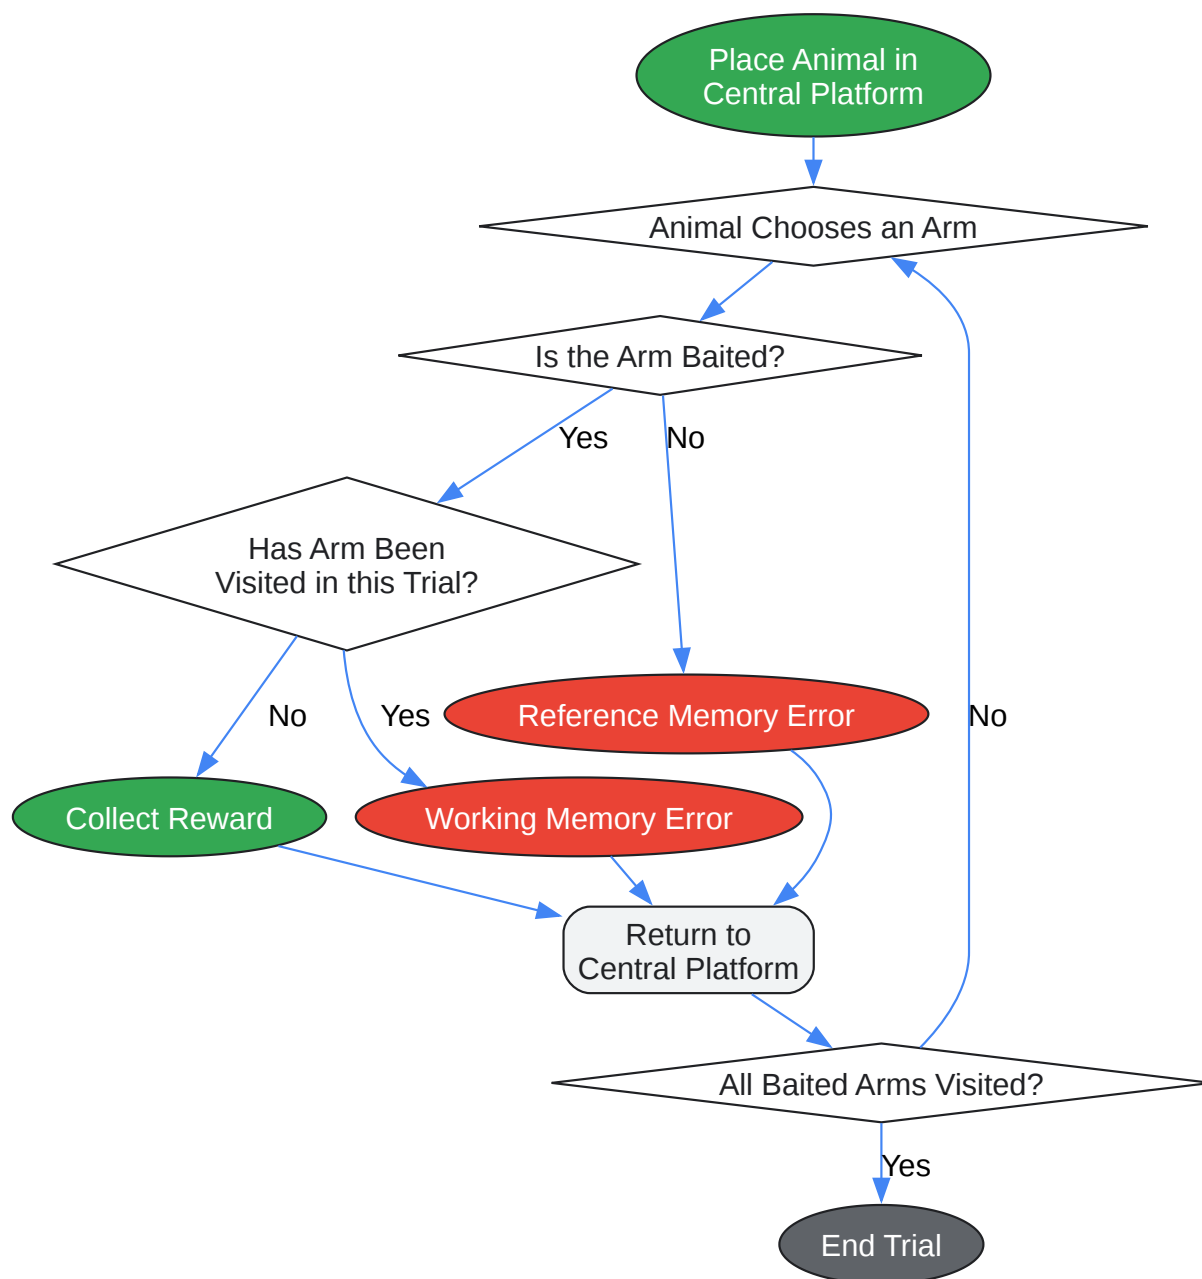 Place Animal in
Central Platform
Animal Chooses an Arm
Is the Arm Baited?
Yes
No
Has Arm Been
Visited in this Trial?
No
Yes
Reference Memory Error
No
Collect Reward
Working Memory Error
Return to
Central Platform
All Baited Arms Visited?
Yes
End Trial